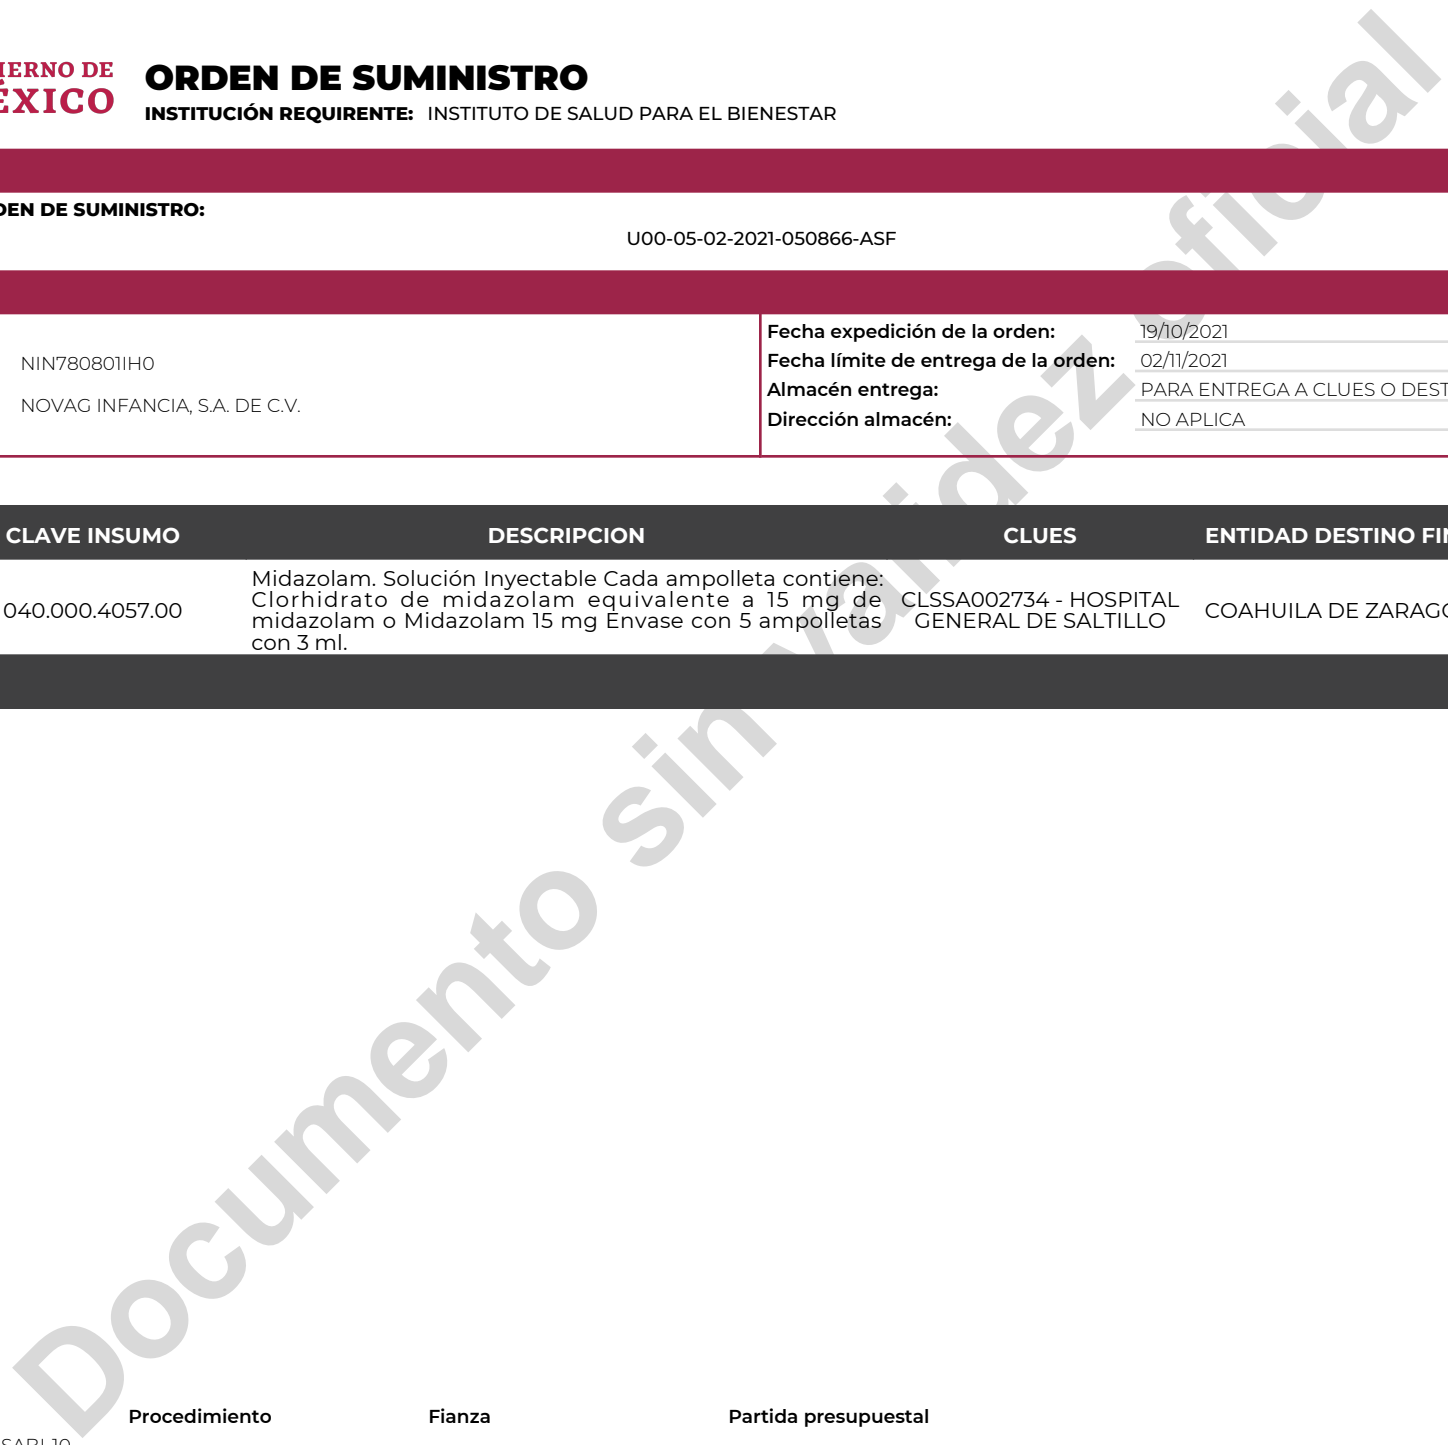 IERNO DE
ÉXICO
ORDEN DE SUMINISTRO
INSTITUCIÓN REQUIRENTE: INSTITUTO DE SALUD PARA EL BIENESTAR
DEN DE SUMINISTRO:
U00-05-02-2021-050866-ASF
NIN780801IH0
NOVAG INFANCIA, S.A. DE C.V.
Fecha expedición de la orden: 19/10/2021
Fecha límite de entrega de la orden: 02/11/2021
Almacén entrega: PARA ENTREGA A CLUES O DEST
Dirección almacén: NO APLICA
CLAVE INSUMO DESCRIPCION CLUES ENTIDAD DESTINO FIN
040.000.4057.00
Midazolam. Solución Inyectable Cada ampolleta contiene:
Clorhidrato de midazolam equivalente a 15 mg de
midazolam o Midazolam 15 mg Envase con 5 ampolletas
con 3 ml.
CLSSA002734 - HOSPITAL
GENERAL DE SALTILLO
COAHUILA DE ZARAGO
Documento sin validez oficial
Procedimiento Fianza Partida presupuestal